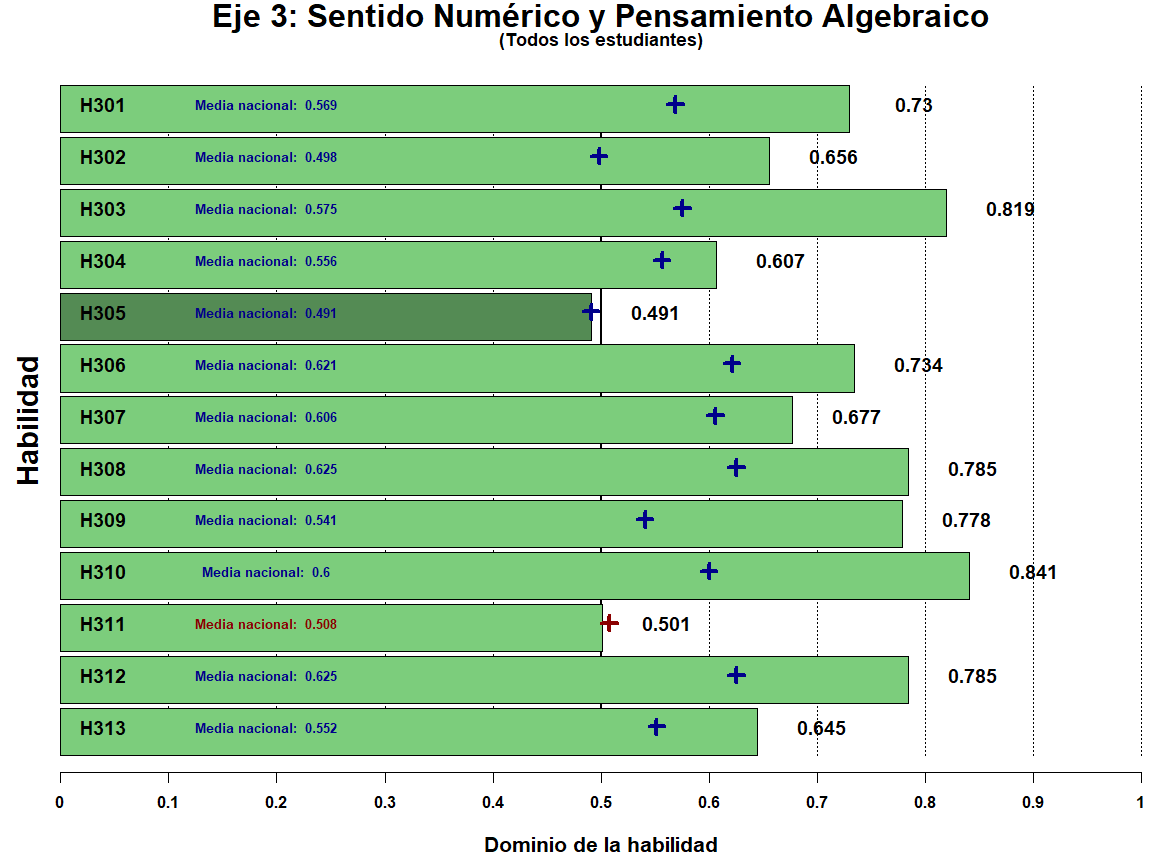 Eje 3: Sentido Numérico y Pensamiento Algebraico
(Todos los estudiantes)
Habilidad
H301 Media nacional: 0.569 0.73
H302 Media nacional: 0.498 0.656
H303 Media nacional: 0.575 0.819
H304 Media nacional: 0.556 0.607
H305 Media nacional: 0.491 0.491
H306 Media nacional: 0.621 0.734
H307 Media nacional: 0.606 0.677
H308 Media nacional: 0.625 0.785
H309 Media nacional: 0.541 0.778
H310 Media nacional: 0.6 0.841
H311 Media nacional: 0.508 0.501
H312 Media nacional: 0.625 0.785
H313 Media nacional: 0.552 0.645
0 0.1 0.2 0.3 0.4 0.5 0.6 0.7 0.8 0.9 1
Dominio de la habilidad